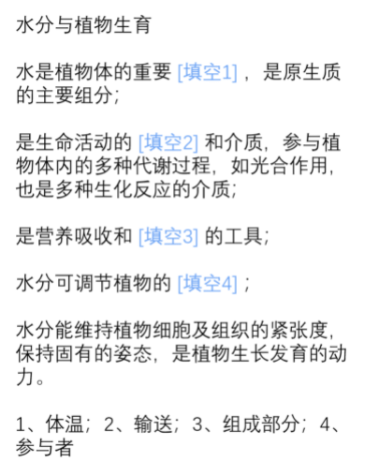 水分与植物生育
水是植物体的重要 [填空1] ，是原生质
的主要组分；
是生命活动的 [填空2] 和介质，参与植
物体内的多种代谢过程，如光合作用，
也是多种生化反应的介质；
是营养吸收和 [填空3] 的工具；
水分可调节植物的 [填空4] ；
水分能维持植物细胞及组织的紧张度，
保持固有的姿态，是植物生长发育的动
力。
1、体温；2、输送；3、组成部分；4、
参与者